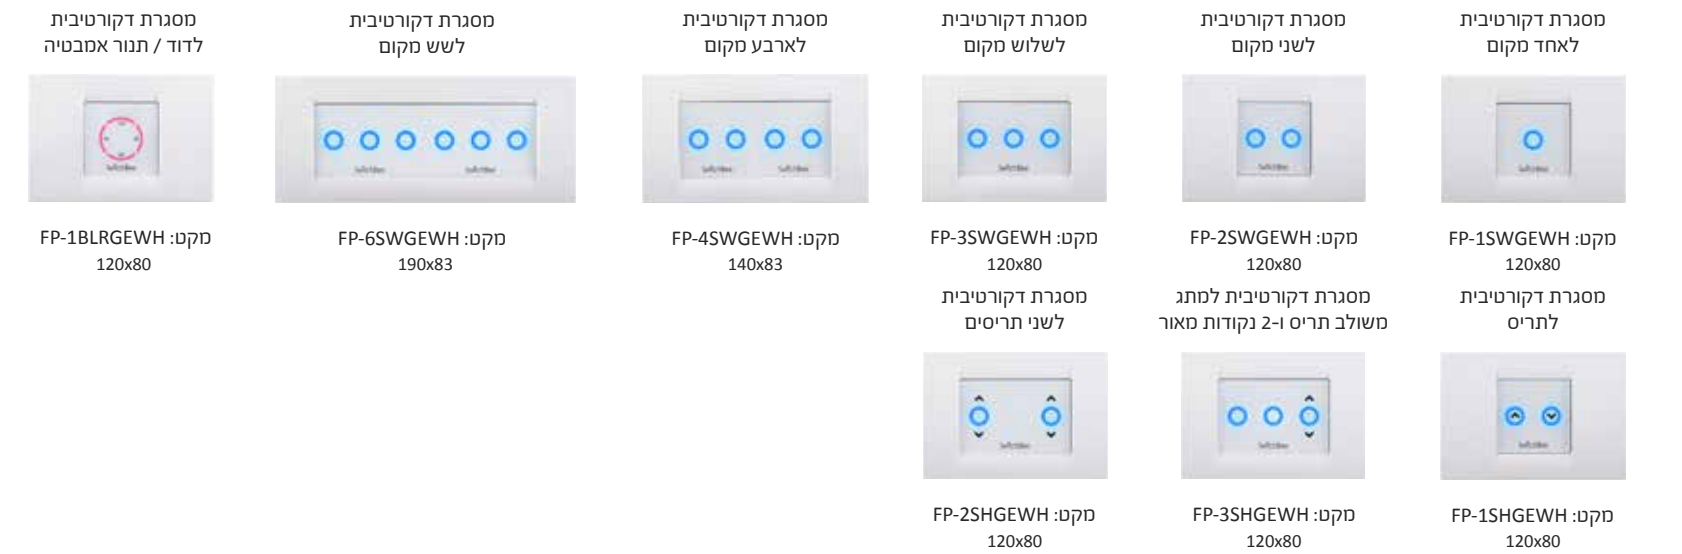 מסגרת דקורטיבית
לאחד מקום
מקט: FP-1SWGEWH
120x80
מסגרת דקורטיבית
לשני מקום
מקט: FP-2SWGEWH
120x80
מסגרת דקורטיבית
לשלוש מקום
מקט: FP-3SWGEWH
120x80
מסגרת דקורטיבית
לארבע מקום
מקט: FP-4SWGEWH
140x83
מסגרת דקורטיבית
לשש מקום
מקט: FP-6SWGEWH
190x83
מסגרת דקורטיבית
לדוד / תנור אמבטיה
מקט: FP-1BLRGEWH
120x80
מסגרת דקורטיבית
לתריס
מקט: FP-1SHGEWH
120x80
מסגרת דקורטיבית למתג
משולב תריס ו-2 נקודות מאור
מקט: FP-3SHGEWH
120x80
מסגרת דקורטיבית
לשני תריסים
מקט: FP-2SHGEWH
120x80